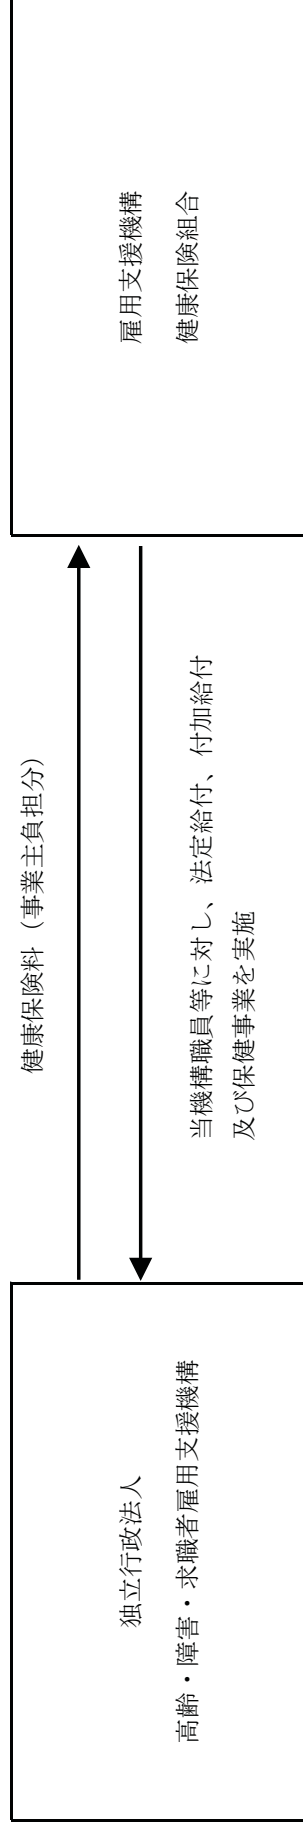 独立行政法人
高齢・障害・求職者雇用支援機構
健康保険料（事業主負担分）
当機構職員等に対し、法定給付、付加給付
及び保健事業を実施
雇用支援機構
健康保険組合